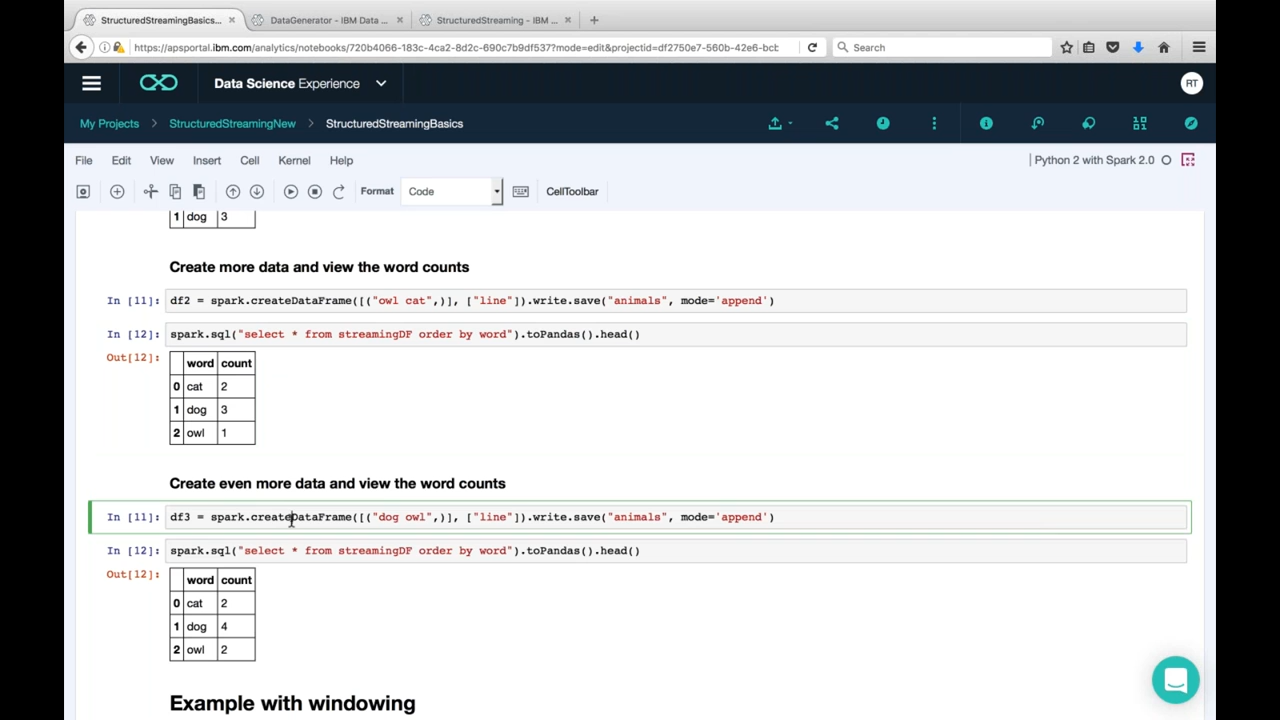 StructuredStreamingBasics... × DataGenerator - IBM Data ... × StructuredStreaming - IBM ... × +
https://apsportal.ibm.com/analytics/notebooks/720b4066-183c-4ca2-8d2c-690c7b9df537?mode=edit&projectid=df2750e7-560b-42e6-bcb Search
Data Science Experience RT
My Projects > StructuredStreamingNew > StructuredStreamingBasics
File Edit View Insert Cell Kernel Help Python 2 with Spark 2.0
Format Code CellToolbar
1 dog 3
Create more data and view the word counts
In [11]: df2 = spark.createDataFrame([("owl cat",)], ["line"]).write.save("animals", mode='append')
In [12]: spark.sql("select * from streamingDF order by word").toPandas().head()
Out[12]:
word count
0 cat 2
1 dog 3
2 owl 1
Create even more data and view the word counts
In [11]: df3 = spark.createDataFrame([("dog owl",)], ["line"]).write.save("animals", mode='append')
In [12]: spark.sql("select * from streamingDF order by word").toPandas().head()
Out[12]:
word count
0 cat 2
1 dog 4
2 owl 2
Example with windowing